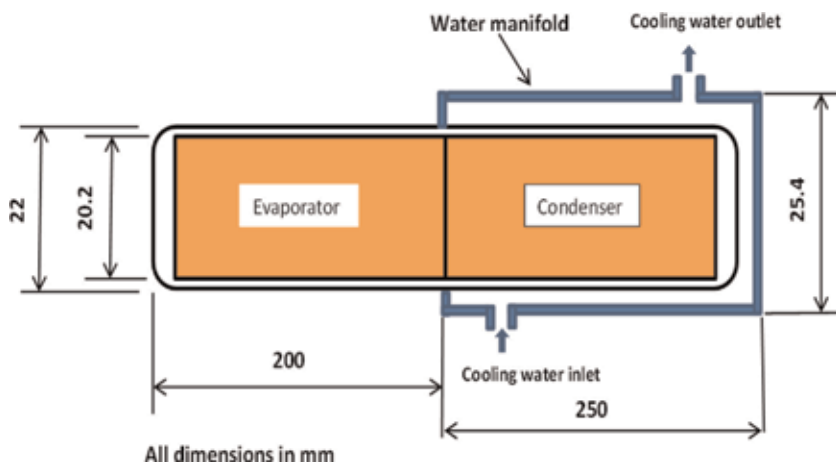 Cooling water outlet
Water manifold
22
20.2
Evaporator
Condenser
25.4
200
Cooling water inlet
250
All dimensions in mm